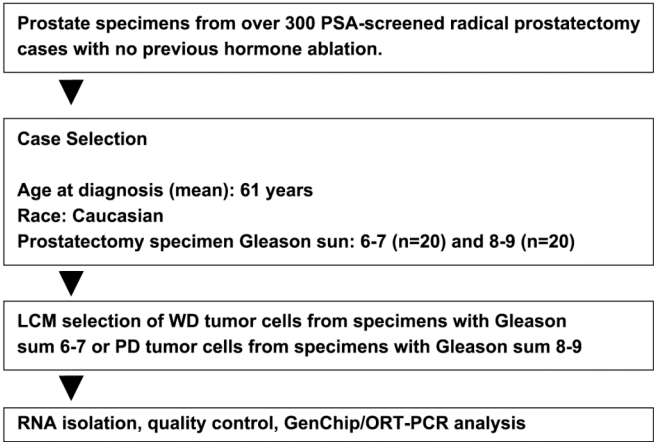 Prostate specimens from over 300 PSA-screened radical prostatectomy
cases with no previous hormone ablation.
Case Selection
Age at diagnosis (mean): 61 years
Race: Caucasian
Prostatectomy specimen Gleason sun: 6-7 (n=20) and 8-9 (n=20)
LCM selection of WD tumor cells from specimens with Gleason
sum 6-7 or PD tumor cells from specimens with Gleason sum 8-9
RNA isolation, quality control, GenChip/ORT-PCR analysis